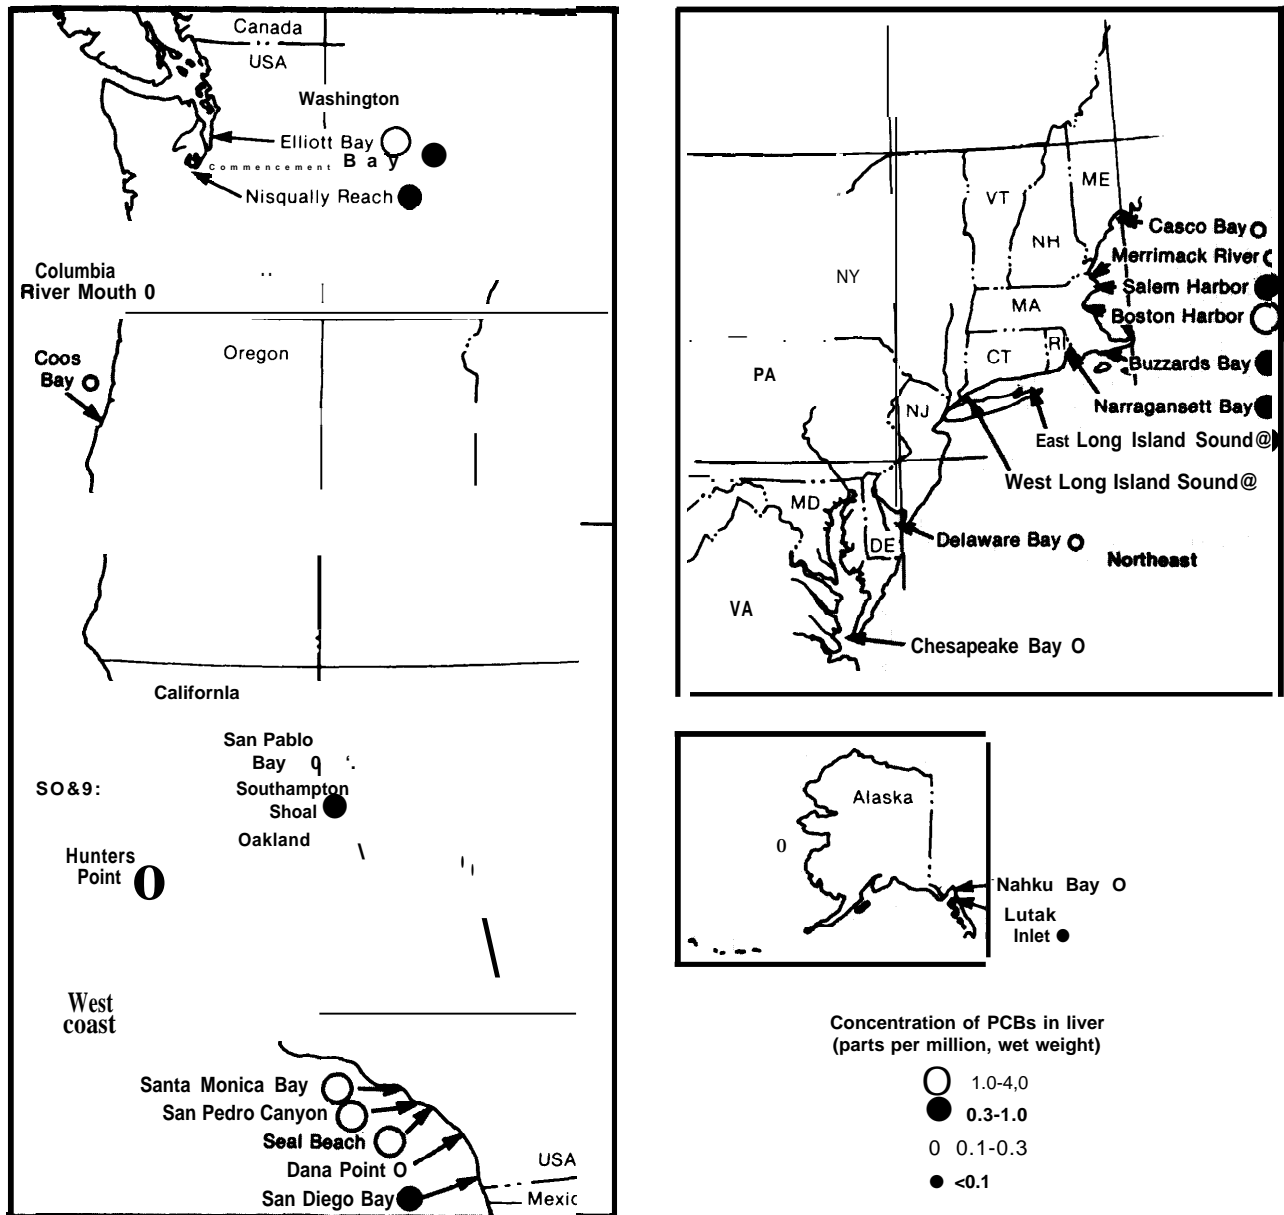 Canada
USA
Washington
Elliott Bay
Commencement Bay
Nisqually Reach
Columbia
River Mouth 0
Coos
Bay
Oregon
California
San Pablo
Bay
SO&9:
Southampton
Shoal
Oakland
Hunters
Point
West
coast
Santa Monica Bay
San Pedro Canyon
Seal Beach
Dana Point O
San Diego Bay
USA
Mexic
VT
ME
NH
NY
MA
CT
RI
PA
NJ
MD
DE
VA
Casco Bay
Merrimack River
Salem Harbor
Boston Harbor
Buzzards Bay
Narragansett Bay
East Long Island Sound@
West Long Island Sound@
Delaware Bay
Northeast
Chesapeake Bay O
Alaska
0
Nahku Bay O
Lutak
Inlet
Concentration of PCBs in liver
(parts per million, wet weight)
1.0-4,0
0.3-1.0
0 0.1-0.3
<0.1